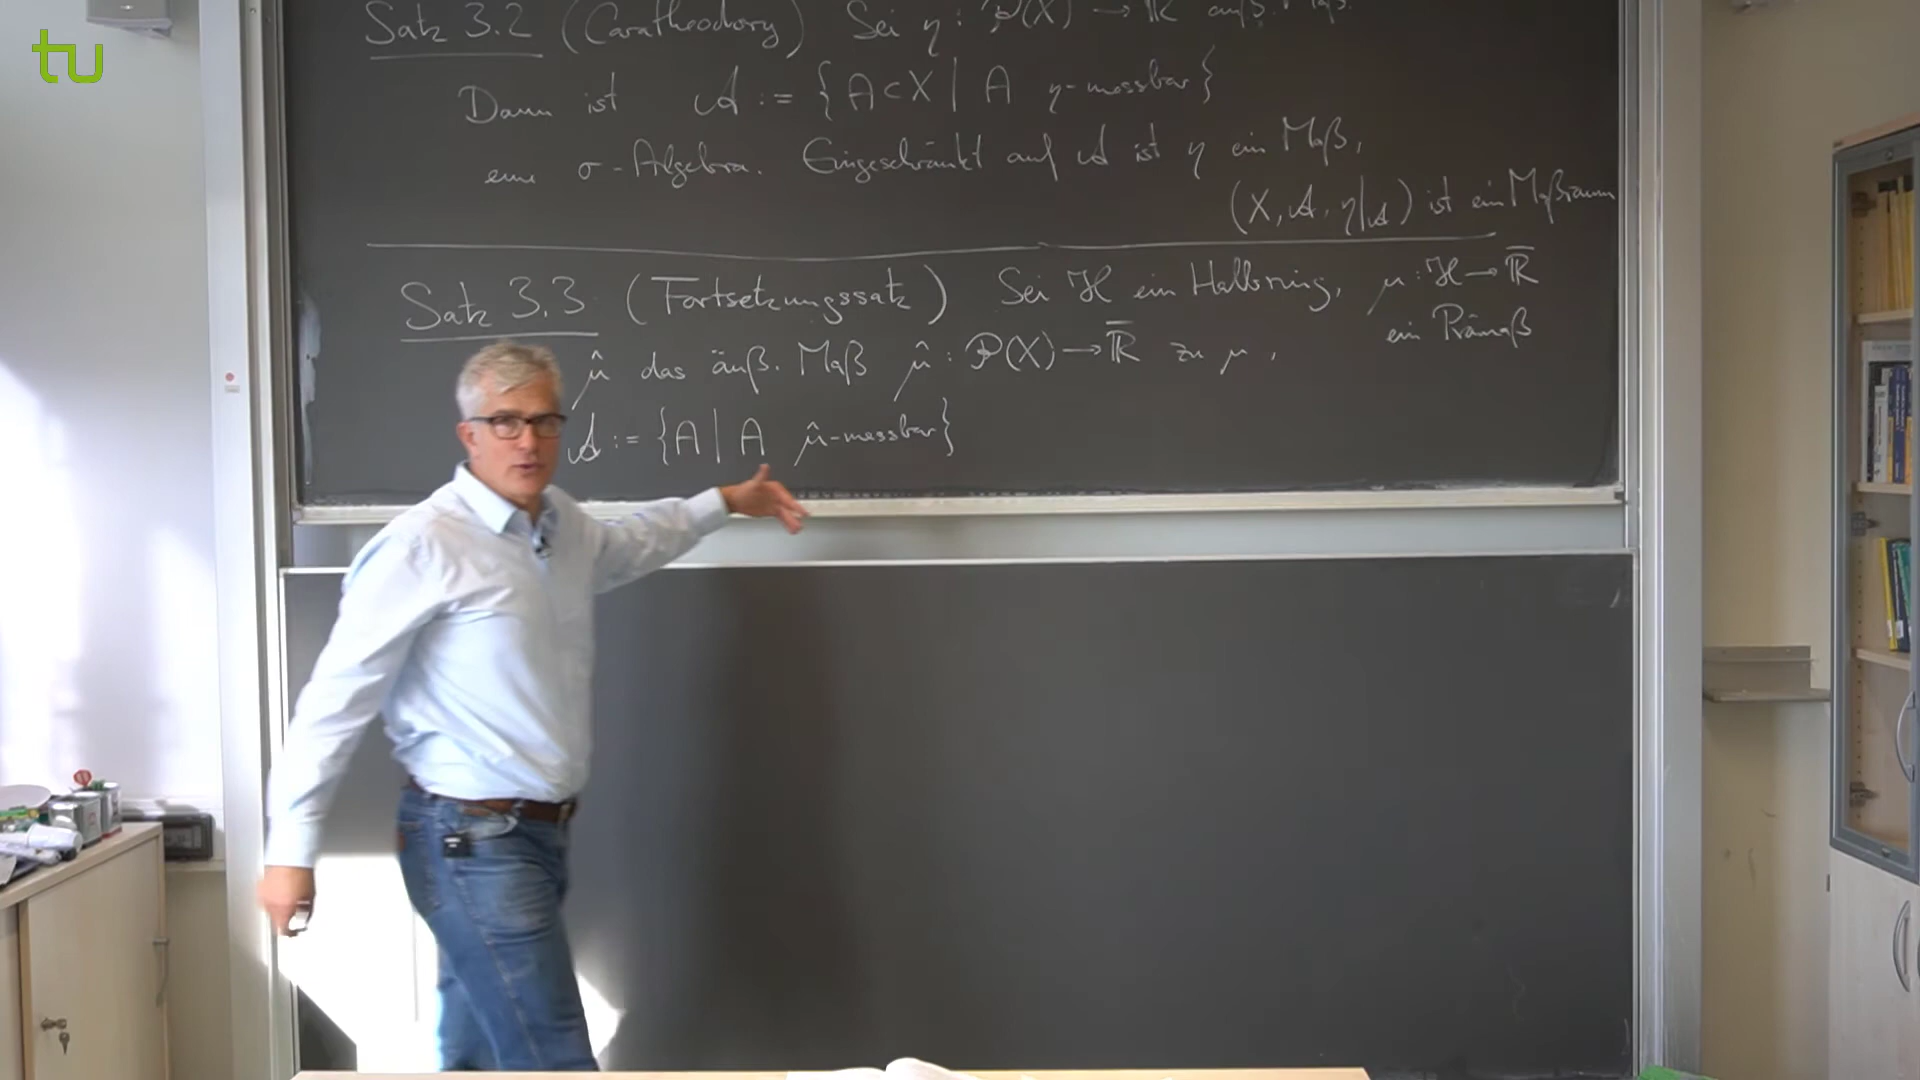 tu
Satz 3.2 (Caratheodory) Sei η : 𝒫(X) → ℝ̅ äuß. Maß.
Dann ist 𝒜 := {A ⊂ X | A η-messbar}
eine σ-Algebra. Eingeschränkt auf 𝒜 ist η ein Maß,
(X, 𝒜, η|𝒜) ist ein Maßraum
Satz 3.3 (Fortsetzungssatz) Sei ℋ ein Halbring, μ : ℋ → ℝ̅
ein Prämaß
μ̂ das äuß. Maß μ̂ : 𝒫(X) → ℝ̅ zu μ,
𝒜 := {A | A μ̂-messbar}